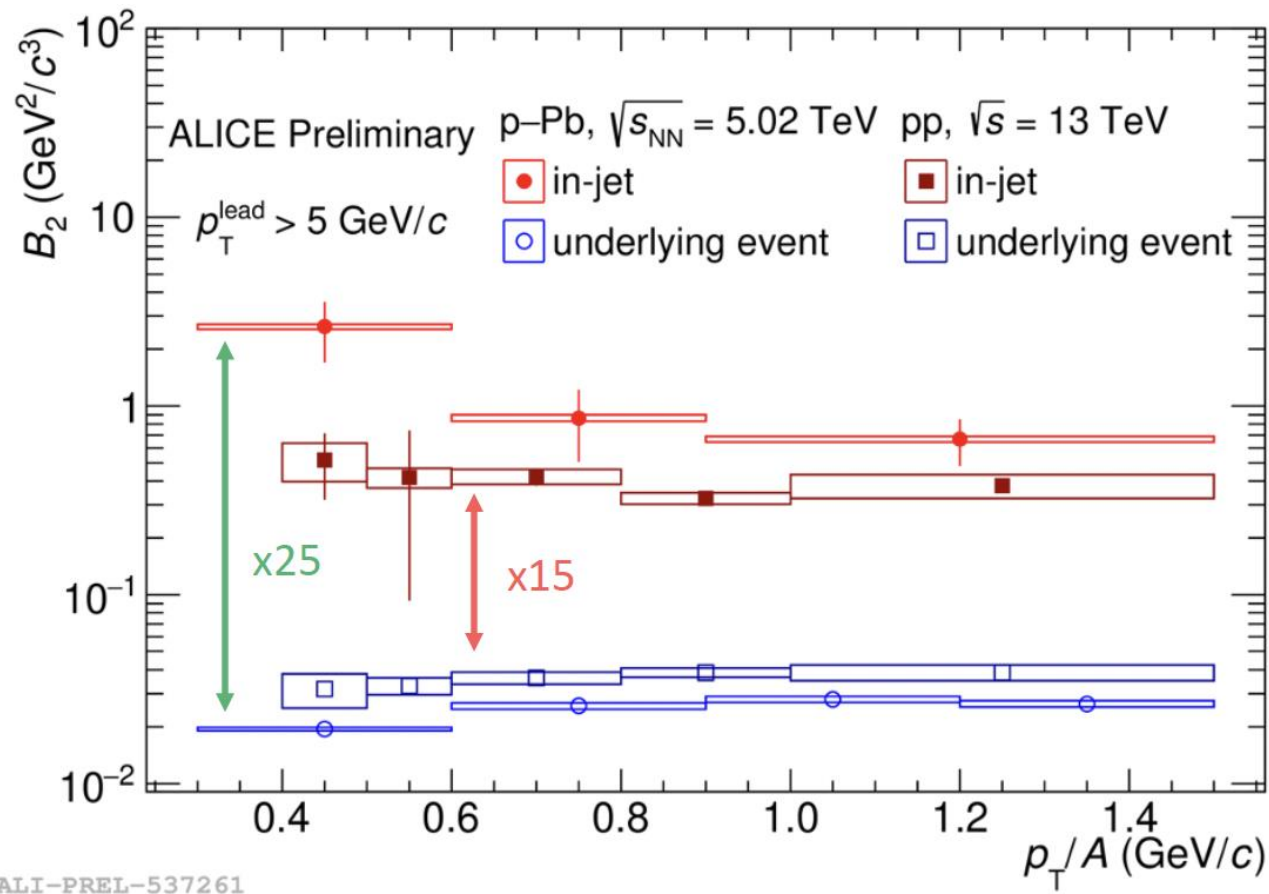 10²
10
1
10⁻¹
10⁻²
B₂ (GeV²/c³)
ALICE Preliminary
p_T^lead > 5 GeV/c
p–Pb, √s_NN = 5.02 TeV
in-jet
underlying event
pp, √s = 13 TeV
in-jet
underlying event
x25
x15
0.4 0.6 0.8 1.0 1.2 1.4
p_T/A (GeV/c)
ALI-PREL-537261